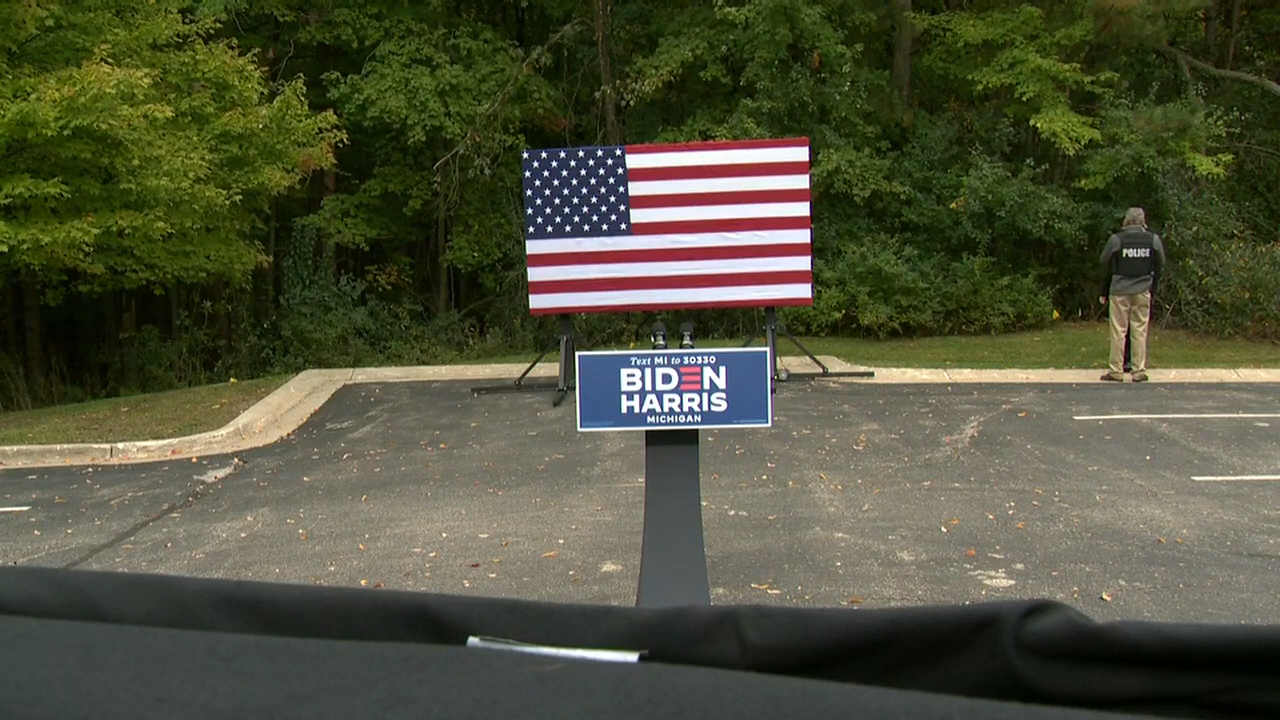 Text MI to 30330
BIDEN
HARRIS
MICHIGAN
POLICE